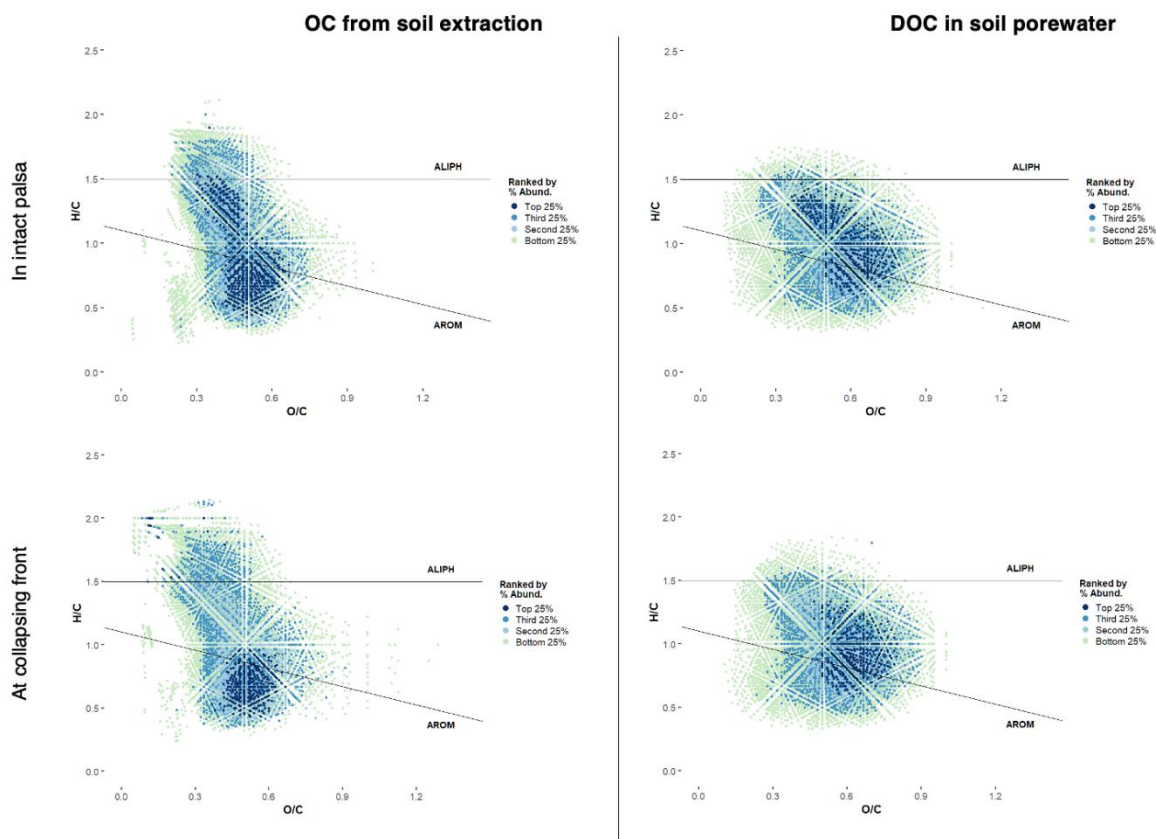 OC from soil extraction
DOC in soil porewater
In intact palsa
2.5
2.0
1.5
1.0
0.5
0.0
H/C
ALIPH
AROM
0.0 0.3 0.6 0.9 1.2
O/C
Ranked by
% Abund.
Top 25%
Third 25%
Second 25%
Bottom 25%
2.5
2.0
1.5
1.0
0.5
0.0
H/C
ALIPH
AROM
0.0 0.3 0.6 0.9 1.2
O/C
Ranked by
% Abund.
Top 25%
Third 25%
Second 25%
Bottom 25%
At collapsing front
2.5
2.0
1.5
1.0
0.5
0.0
H/C
ALIPH
AROM
0.0 0.3 0.6 0.9 1.2
O/C
Ranked by
% Abund.
Top 25%
Third 25%
Second 25%
Bottom 25%
2.5
2.0
1.5
1.0
0.5
0.0
H/C
ALIPH
AROM
0.0 0.3 0.6 0.9 1.2
O/C
Ranked by
% Abund.
Top 25%
Third 25%
Second 25%
Bottom 25%